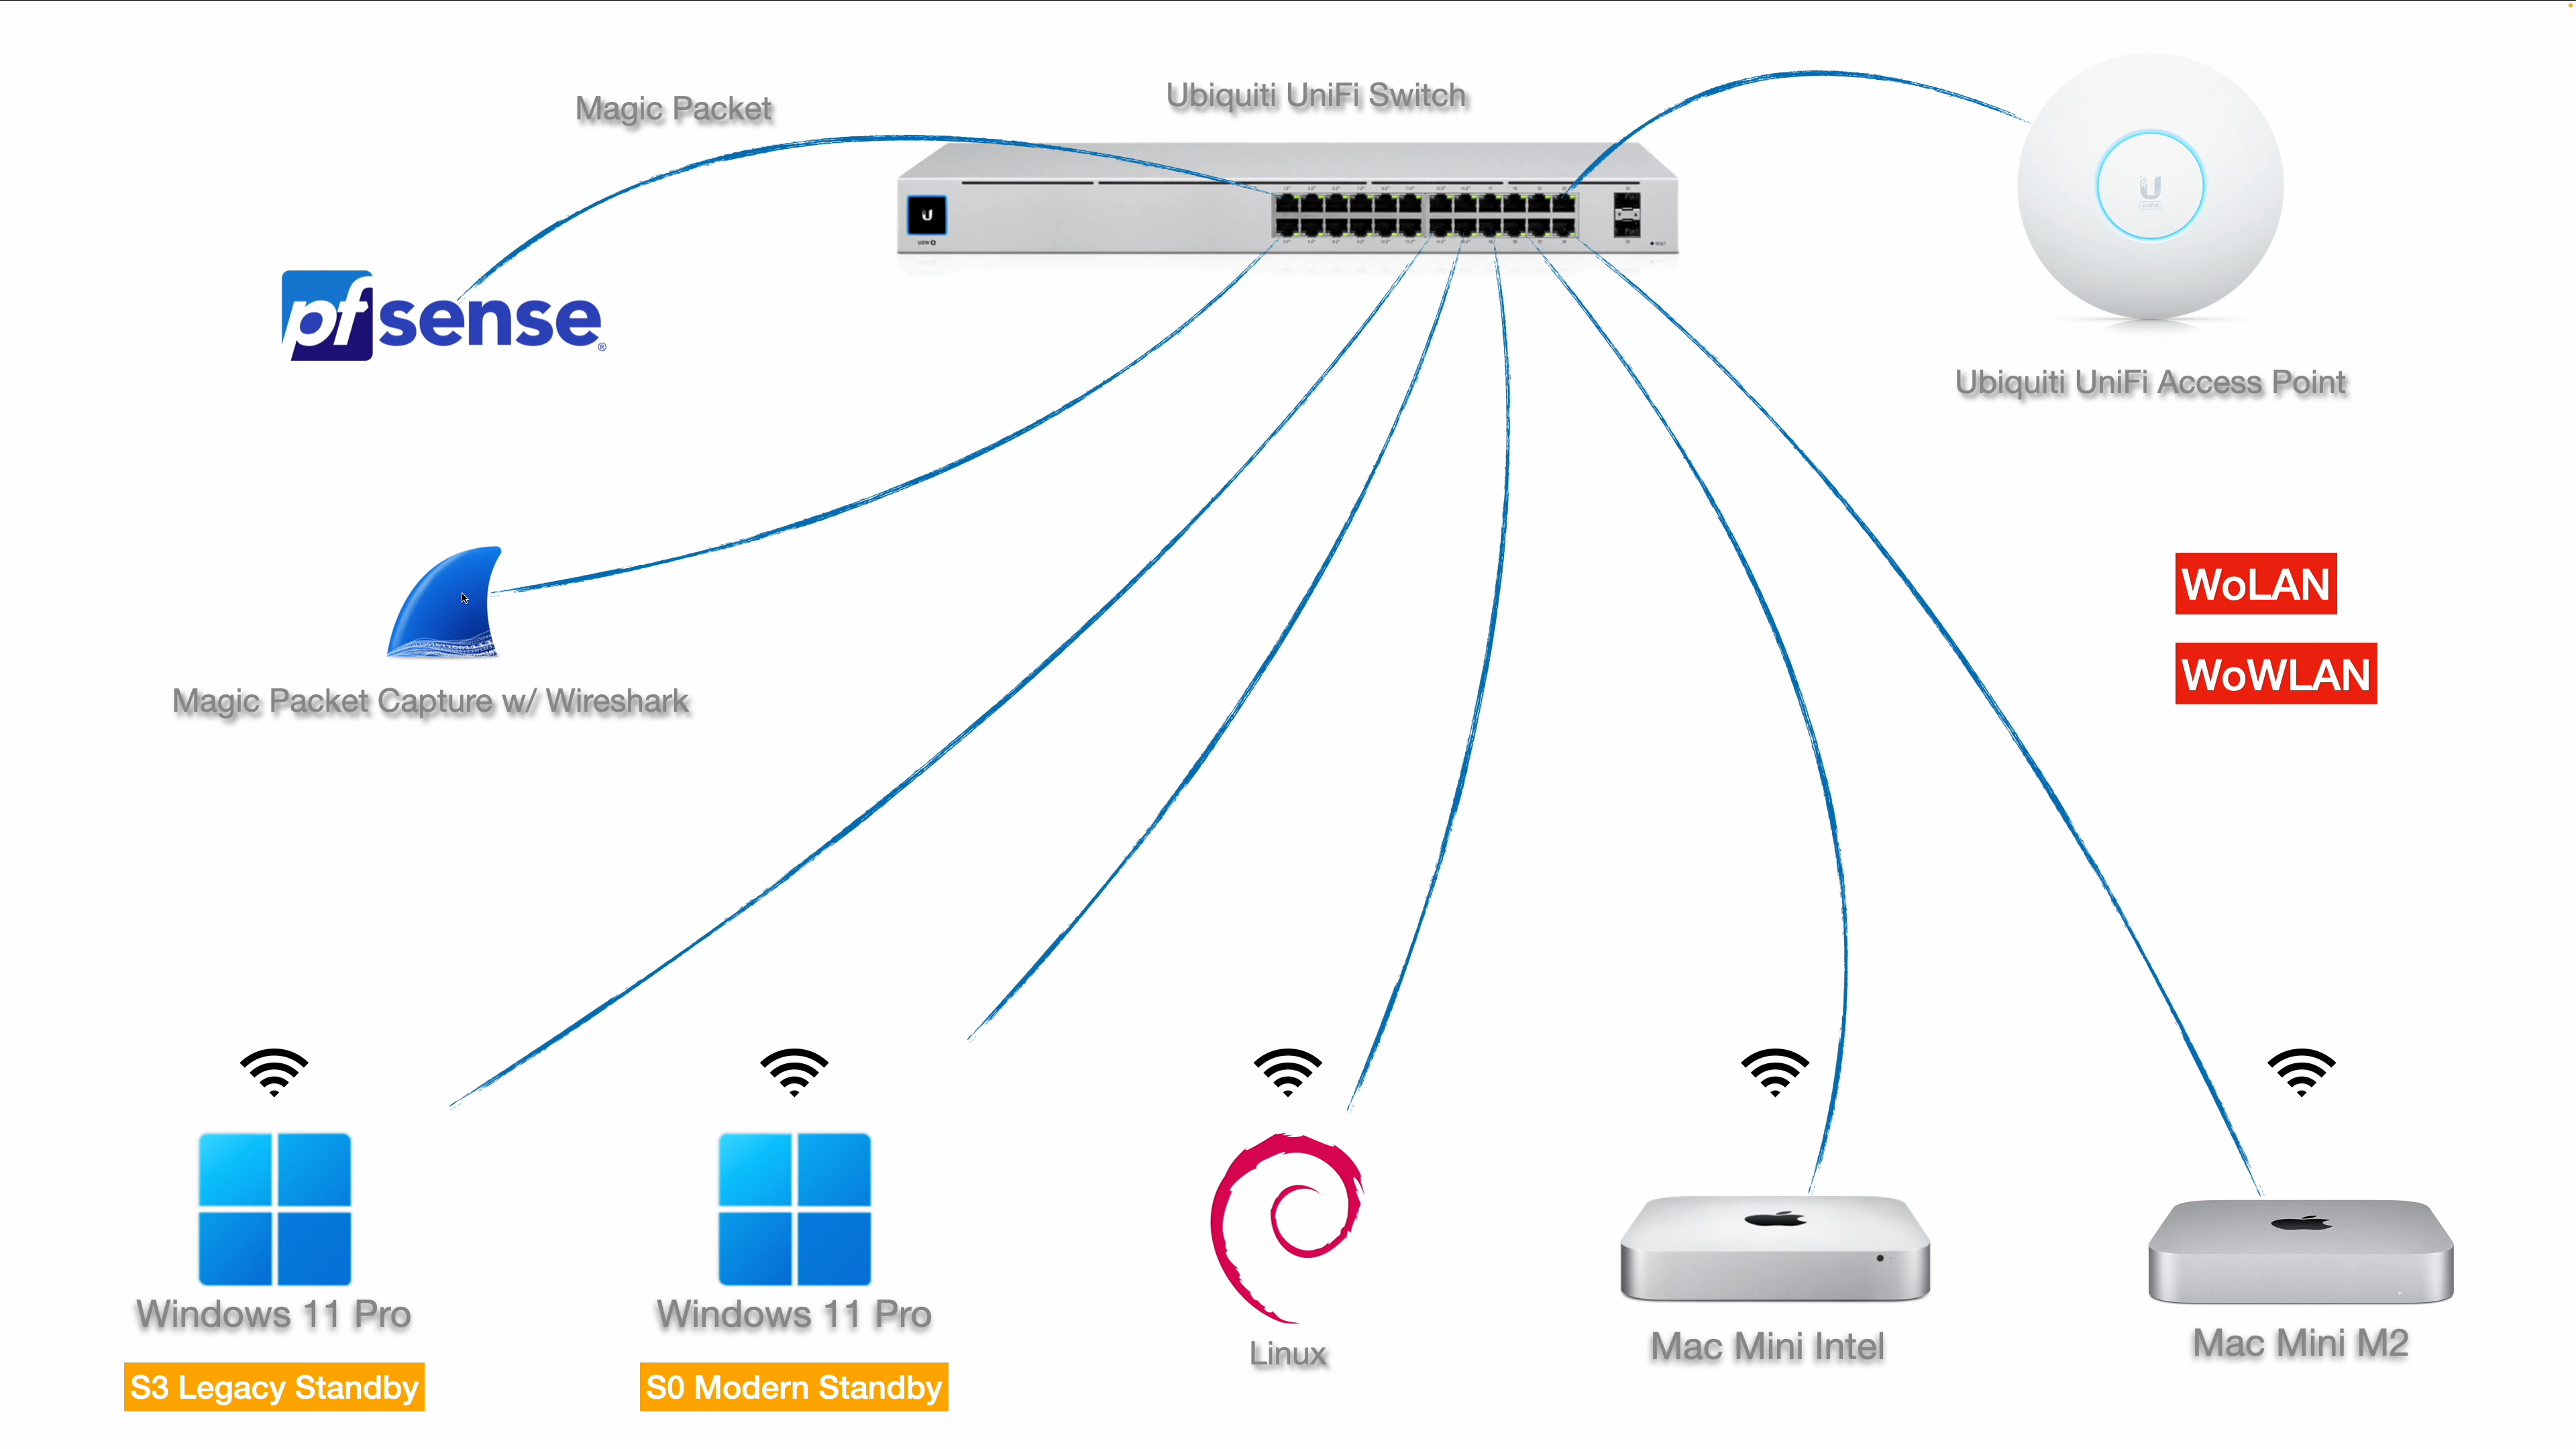 Magic Packet
Ubiquiti UniFi Switch
U
USW
pfsense®
Ubiquiti UniFi Access Point
WoLAN
WoWLAN
Magic Packet Capture w/ Wireshark
Windows 11 Pro
S3 Legacy Standby
Windows 11 Pro
S0 Modern Standby
Linux
Mac Mini Intel
Mac Mini M2